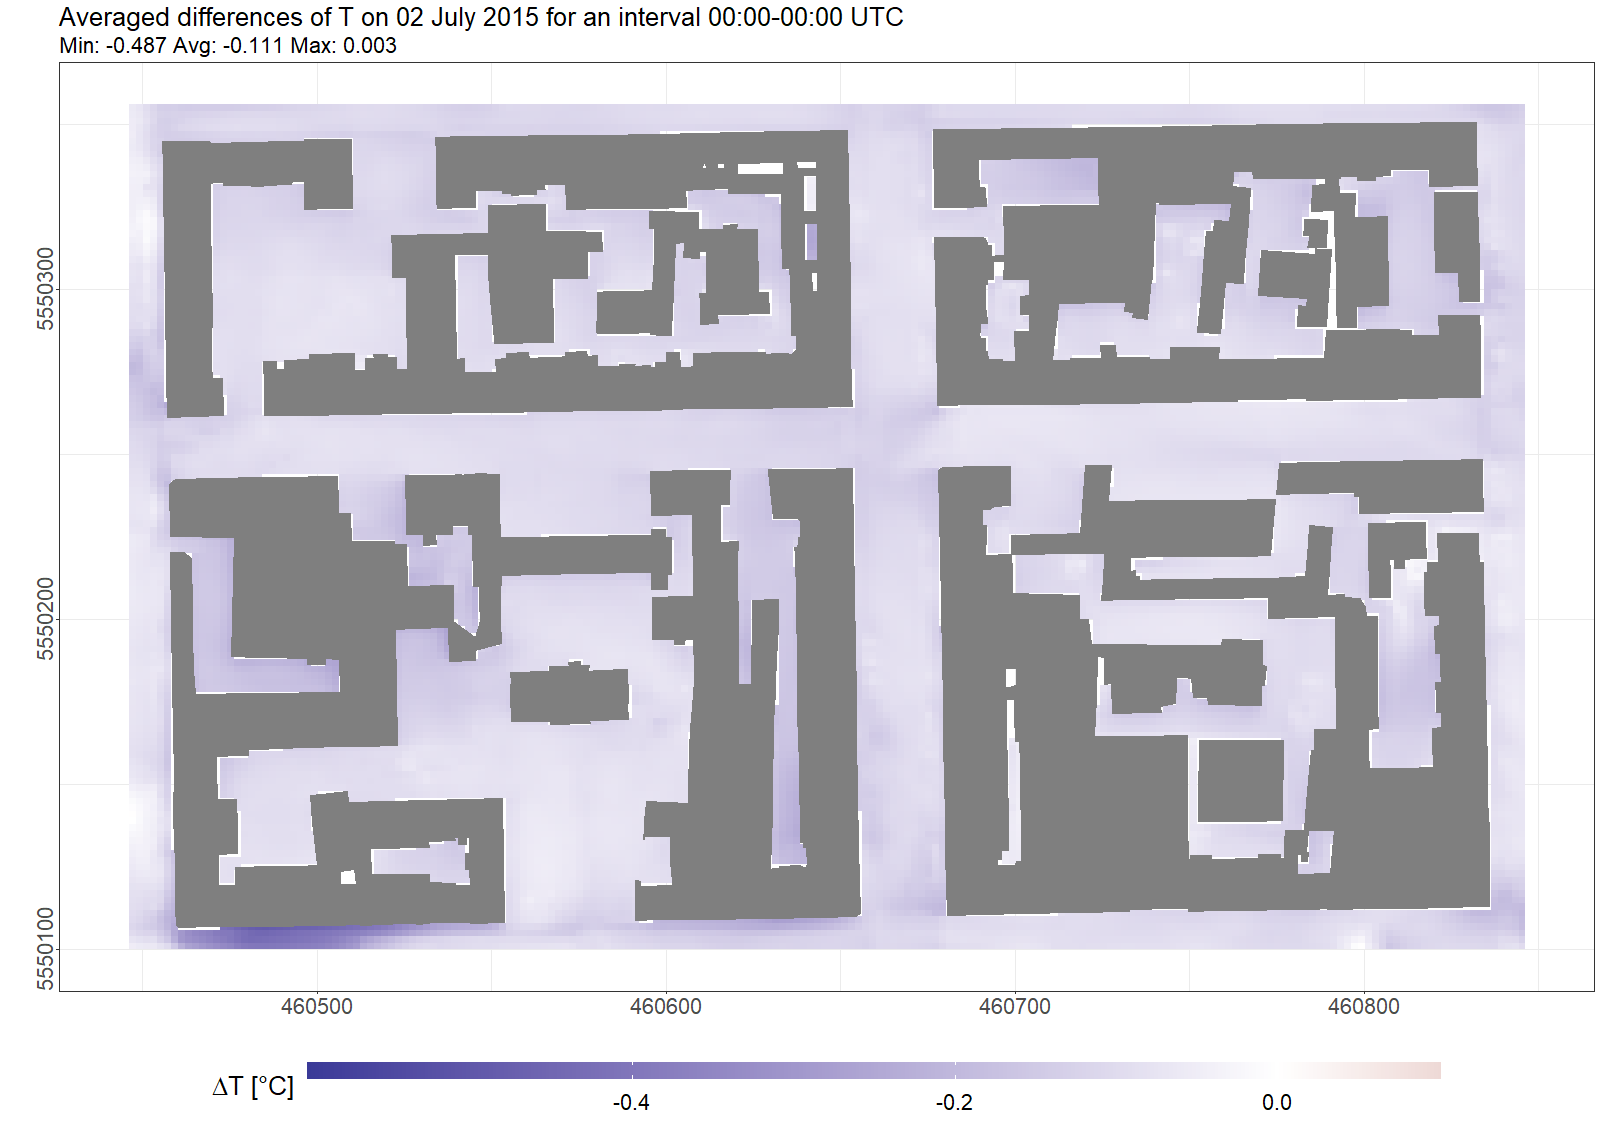 Averaged differences of T on 02 July 2015 for an interval 00:00-00:00 UTC
Min: -0.487 Avg: -0.111 Max: 0.003
5550300
5550200
5550100
460500 460600 460700 460800
ΔT [°C]
-0.4 -0.2 0.0